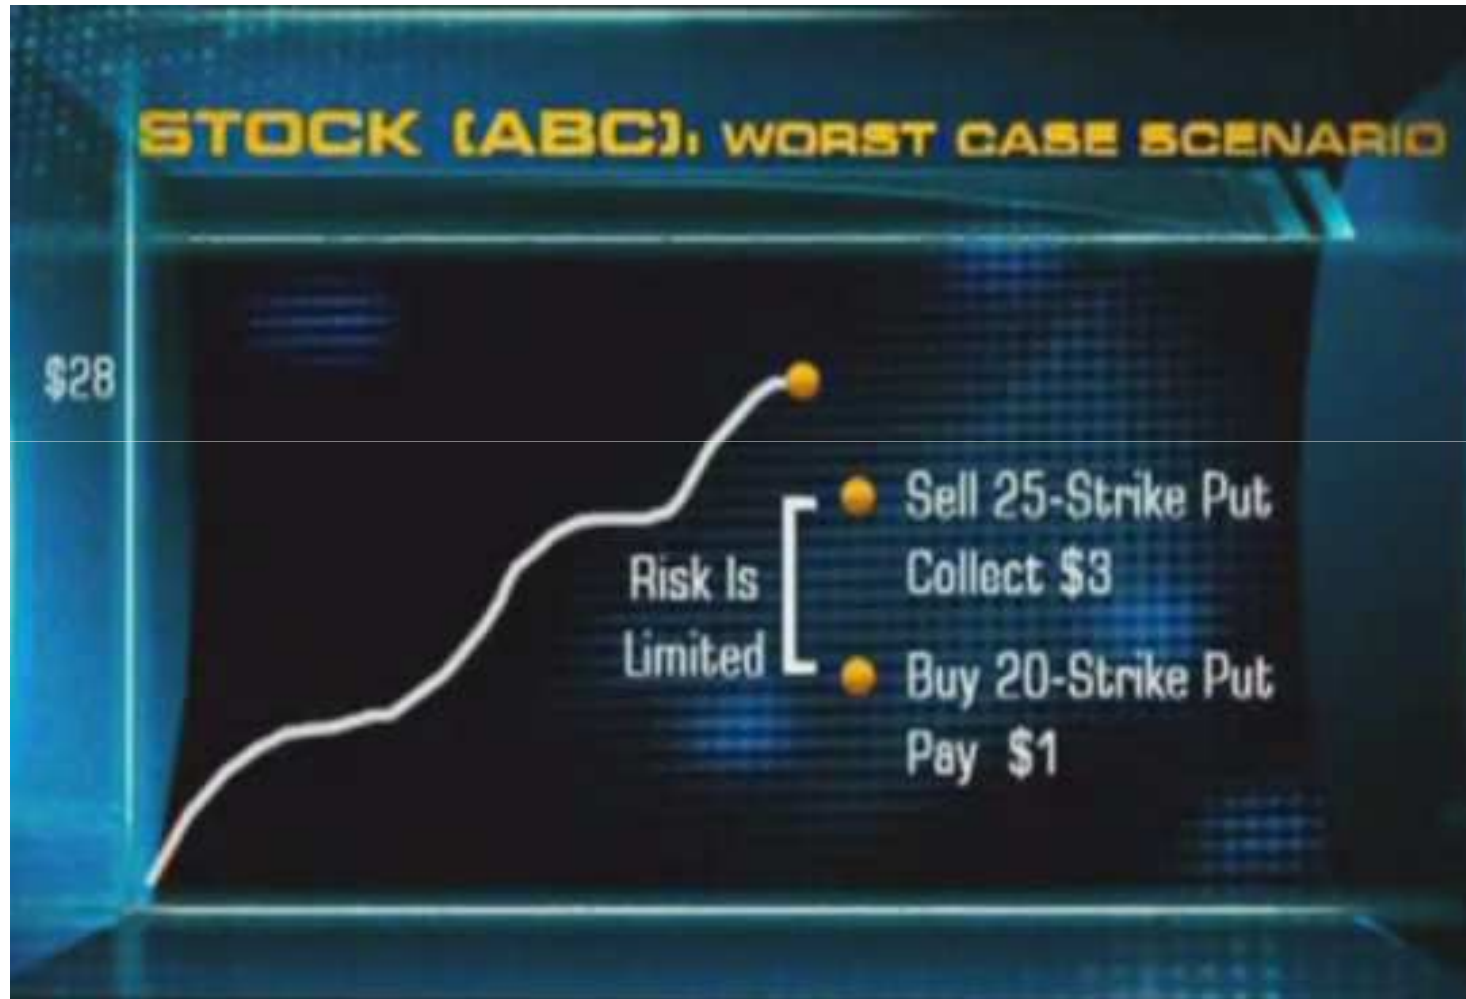 STOCK (ABC): WORST CASE SCENARIO
$28
Sell 25-Strike Put
Collect $3
Risk Is
Limited
Buy 20-Strike Put
Pay $1